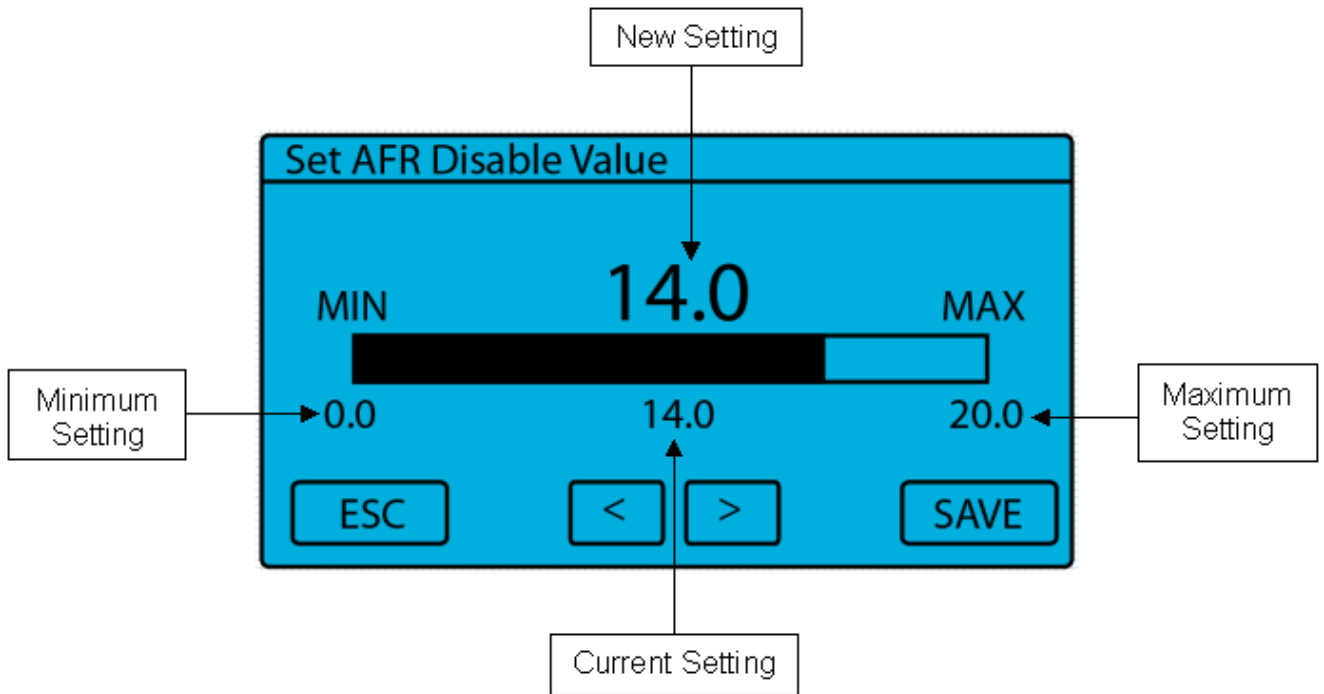 New Setting
Set AFR Disable Value
14.0
MIN
MAX
Minimum
Setting
0.0
14.0
20.0
Maximum
Setting
ESC
<
>
SAVE
Current Setting